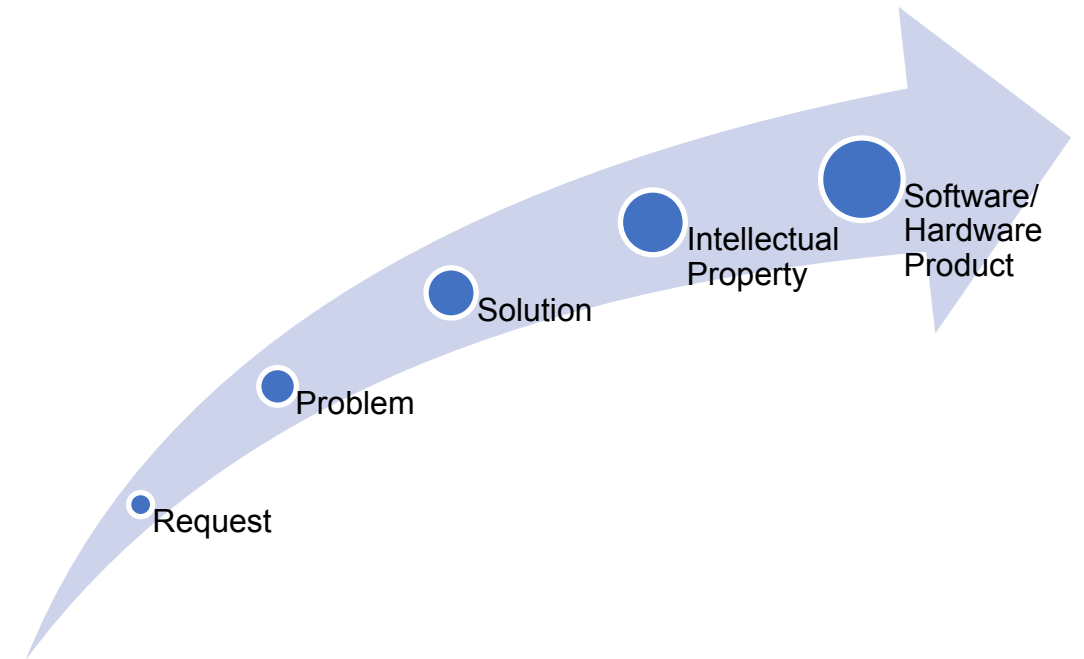 Request
Problem
Solution
Intellectual
Property
Software/
Hardware
Product